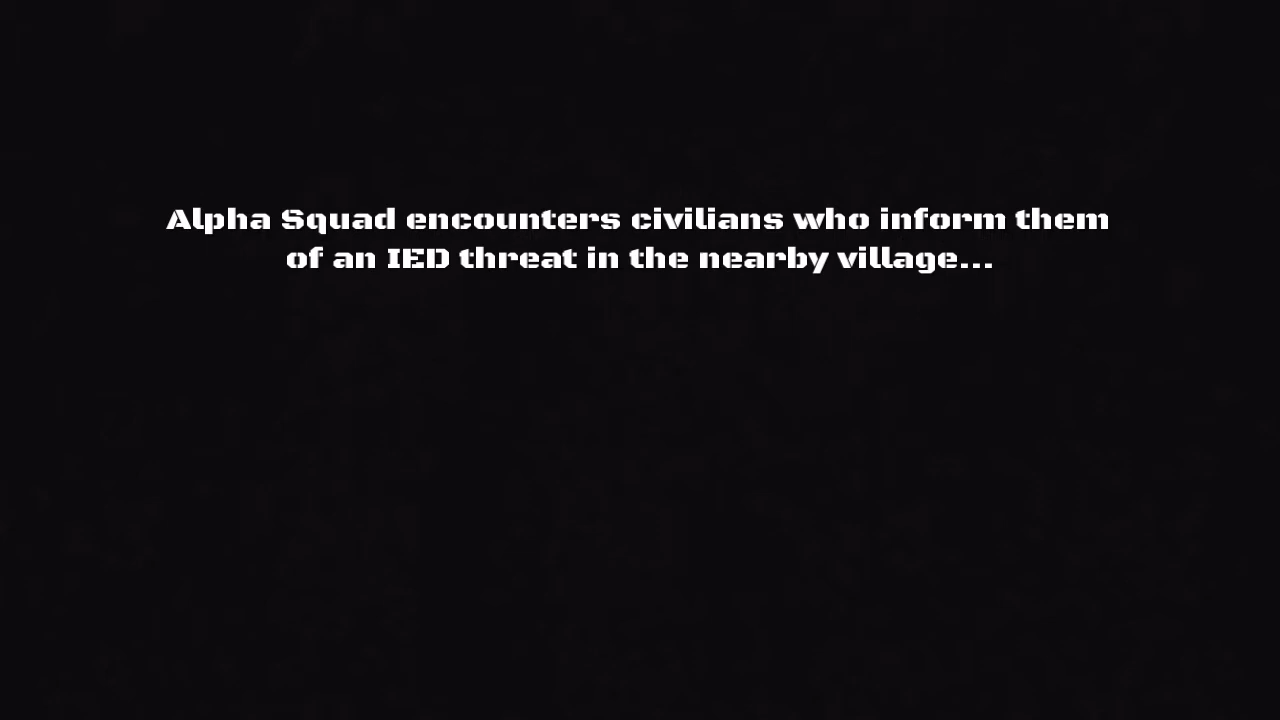 Alpha Squad encounters civilians who inform them
of an IED threat in the nearby village...